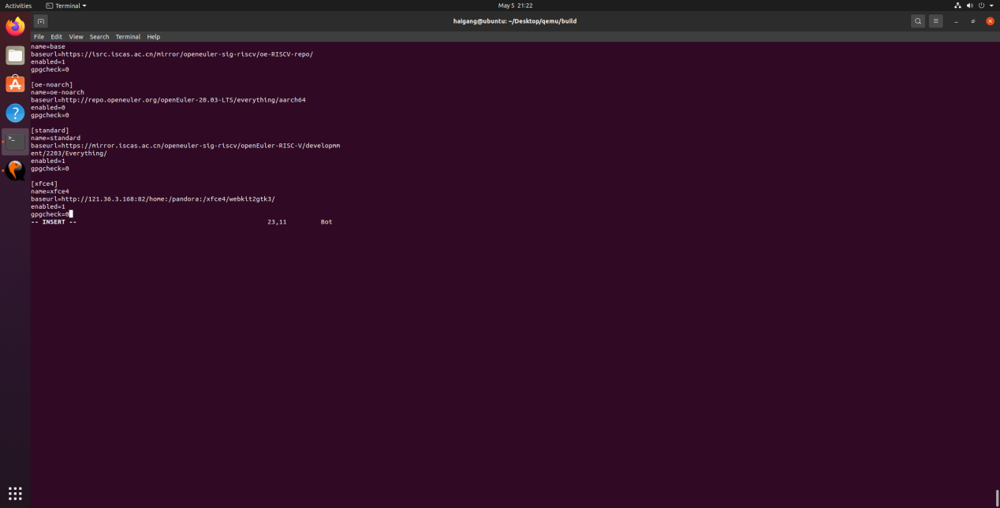 Activities
Terminal
May 5 21:22
haigang@ubuntu: ~/Desktop/qemu/build
File Edit View Search Terminal Help
name=base
baseurl=https://isrc.iscas.ac.cn/mirror/openeuler-sig-riscv/oe-RISCV-repo/
enabled=1
gpgcheck=0
[oe-noarch]
name=oe-noarch
baseurl=http://repo.openeuler.org/openEuler-20.03-LTS/everything/aarch64
enabled=0
gpgcheck=0
[standard]
name=standard
baseurl=https://mirror.iscas.ac.cn/openeuler-sig-riscv/openEuler-RISC-V/developmm
ent/2203/Everything/
enabled=1
gpgcheck=0
[xfce4]
name=xfce4
baseurl=http://121.36.3.168:82/home:/pandora:/xfce4/webkit2gtk3/
enabled=1
gpgcheck=0
-- INSERT -- 23,11 Bot